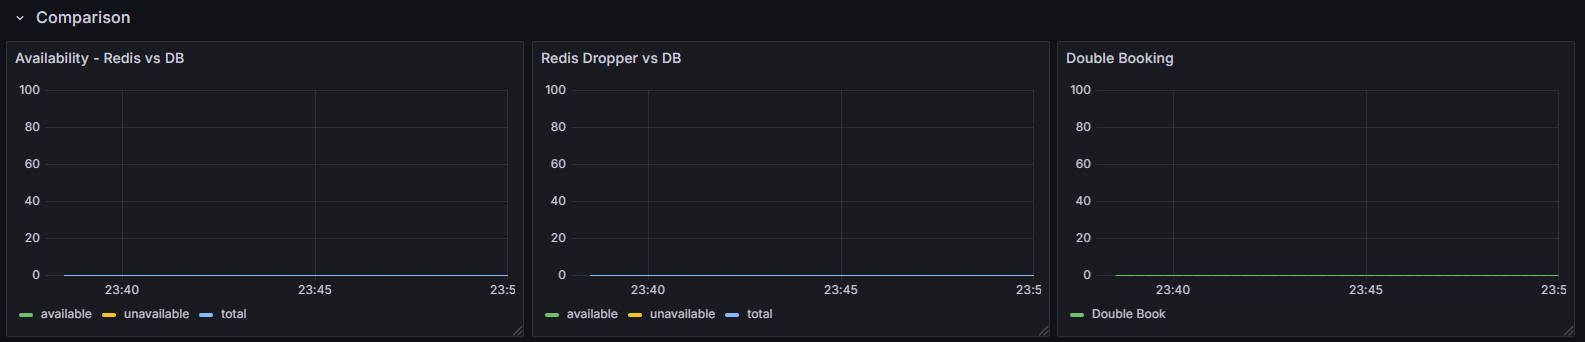 Comparison
Availability - Redis vs DB
100
80
60
40
20
0
23:40 23:45 23:5
available unavailable total
Redis Dropper vs DB
100
80
60
40
20
0
23:40 23:45 23:5
available unavailable total
Double Booking
100
80
60
40
20
0
23:40 23:45 23:5
Double Book